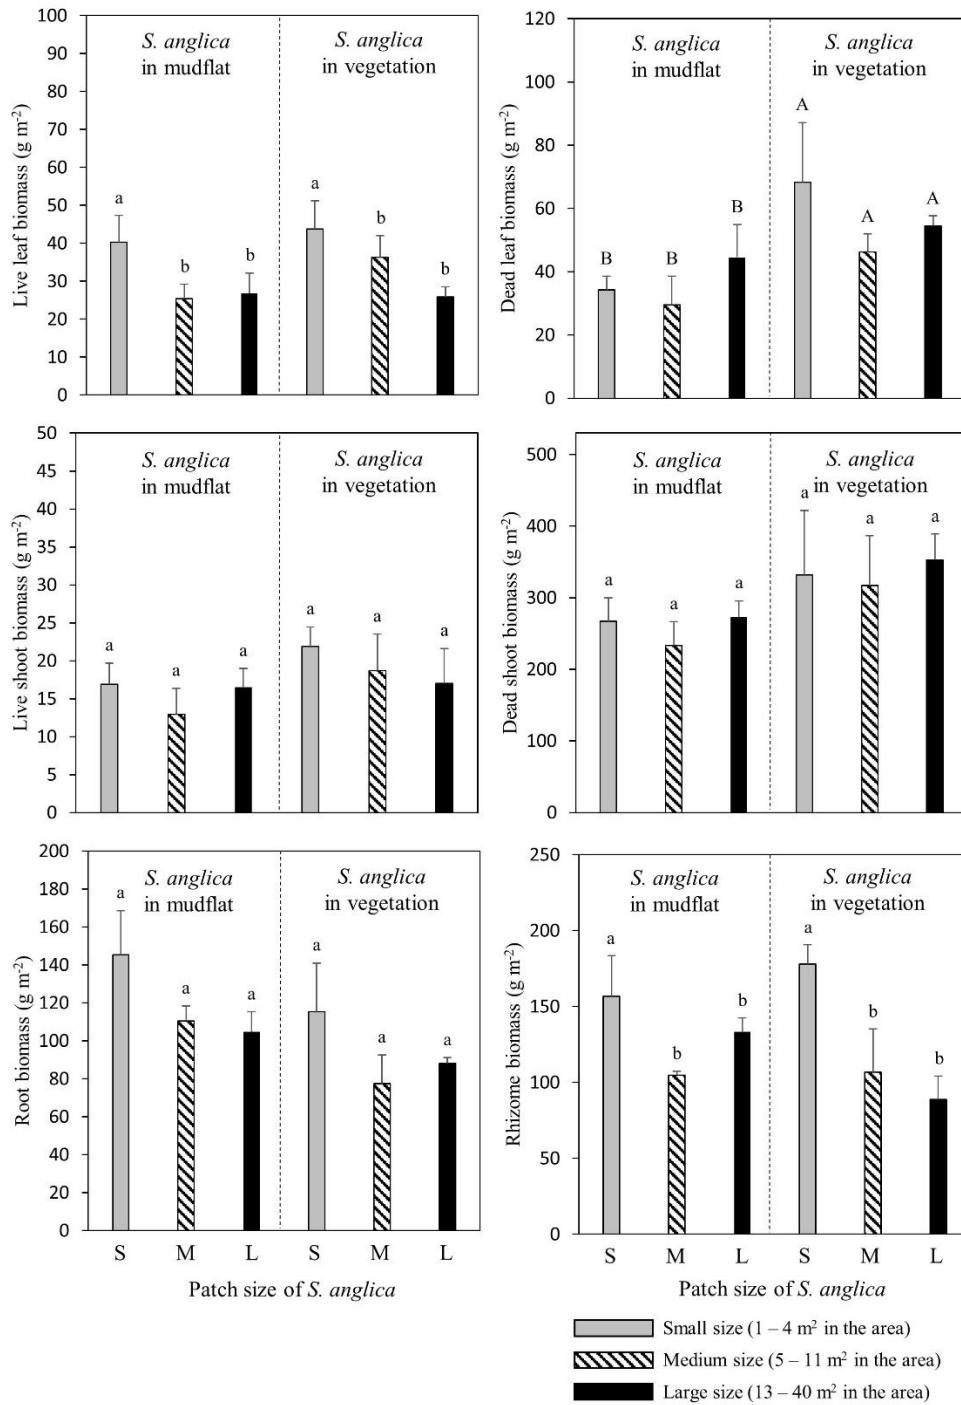 Live leaf biomass (g m⁻²)
100
90
80
70
60
50
40
30
20
10
0
S. anglica
in mudflat
S. anglica
in vegetation
a
b
b
a
b
b
Dead leaf biomass (g m⁻²)
120
100
80
60
40
20
0
S. anglica
in mudflat
S. anglica
in vegetation
B
B
B
A
A
A
Live shoot biomass (g m⁻²)
50
45
40
35
30
25
20
15
10
5
0
S. anglica
in mudflat
S. anglica
in vegetation
a
a
a
a
a
a
Dead shoot biomass (g m⁻²)
500
400
300
200
100
0
S. anglica
in mudflat
S. anglica
in vegetation
a
a
a
a
a
a
Root biomass (g m⁻²)
200
180
160
140
120
100
80
60
40
20
0
S. anglica
in mudflat
S. anglica
in vegetation
a
a
a
a
a
a
S M L S M L
Patch size of S. anglica
Rhizome biomass (g m⁻²)
250
200
150
100
50
0
S. anglica
in mudflat
S. anglica
in vegetation
a
b
b
a
b
b
S M L S M L
Patch size of S. anglica
Small size (1 – 4 m² in the area)
Medium size (5 – 11 m² in the area)
Large size (13 – 40 m² in the area)